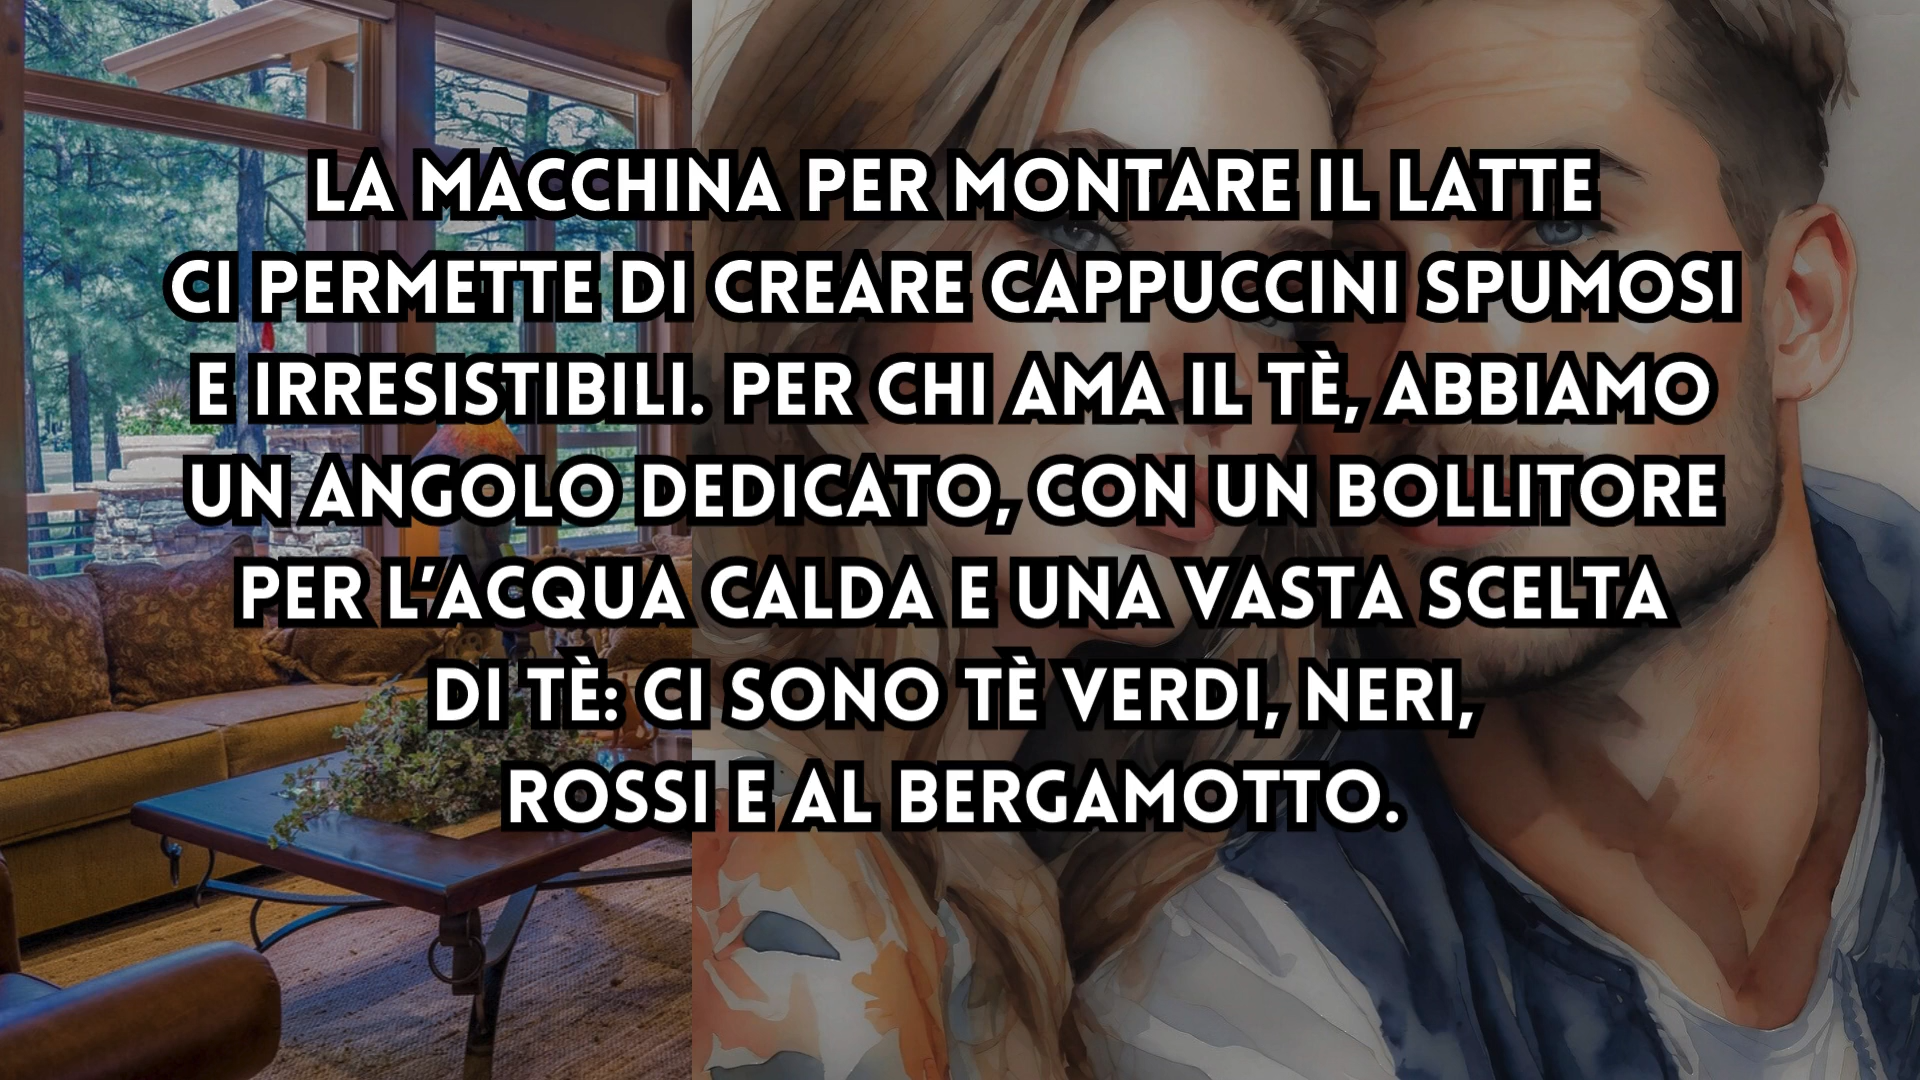 LA MACCHINA PER MONTARE IL LATTE
CI PERMETTE DI CREARE CAPPUCCINI SPUMOSI
E IRRESISTIBILI. PER CHI AMA IL TÈ, ABBIAMO
UN ANGOLO DEDICATO, CON UN BOLLITORE
PER L'ACQUA CALDA E UNA VASTA SCELTA
DI TÈ: CI SONO TÈ VERDI, NERI,
ROSSI E AL BERGAMOTTO.